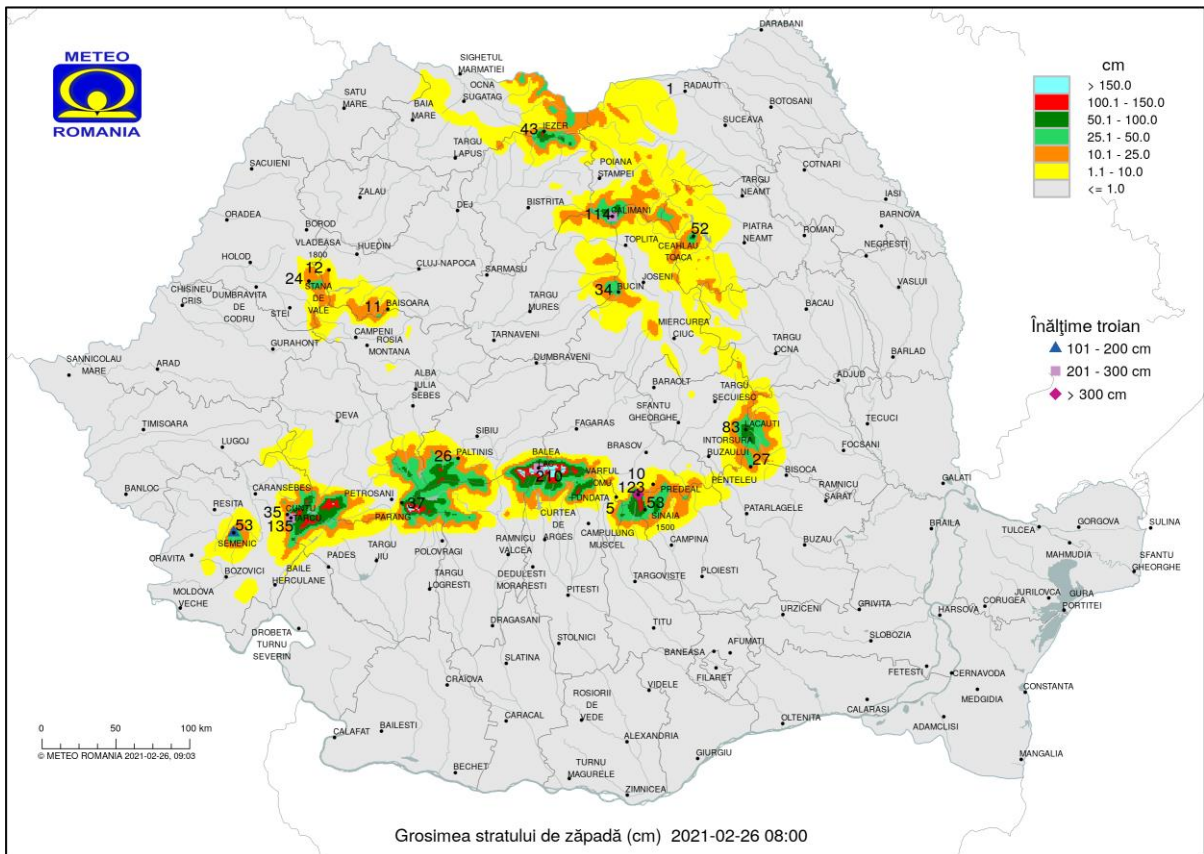 METEO
ROMANIA
DARABANI
SIGHETUL
MARMATIEI
OCNA
SUGATAG
SATU
MARE
BAIA
MARE
1
RADAUTI
BOTOSANI
SUCEAVA
43
IEZER
TARGU
LAPUS
POIANA
STAMPEI
COTNARI
SACUIENI
ZALAU
DEJ
BISTRITA
TARGU
NEAMT
IASI
BARNOVA
ORADEA
BOROD
114
CALIMANI
52
CEAHLAU
TOACA
PIATRA
NEAMT
ROMAN
NEGRESTI
VLADEASA
1800
HUEDIN
TOPLITA
HOLOD
12
24
STANA
DE
VALE
CLUJ-NAPOCA
SARMASU
JOSENI
34
BUCIN
VASLUI
CHISINEU
CRIS
DUMBRAVITA
DE
CODRU
STEI
11
BAISOARA
TARGU
MURES
BACAU
CAMPENI
ROSIA
MONTANA
GURAHONT
TARNAVENI
MIERCUREA
CIUC
SANNICOLAU
MARE
ARAD
DUMBRAVENI
TARGU
OCNA
BARLAD
ALBA
IULIA
SEBES
BARAOLT
TARGU
SECUIESC
ADJUD
DEVA
SFANTU
GHEORGHE
TIMISOARA
FAGARAS
83
LACAUTI
TECUCI
LUGOJ
SIBIU
26
PALTINIS
BALEA
210
BRASOV
INTORSURA
BUZAULUI
FOCSANI
27
BANLOC
CARANSEBES
RESITA
PETROSANI
VARFUL
OMU
10
PREDEAL
PENTELEU
BISOCA
RAMNICU
SARAT
GALATI
35
CUNTU
TARCU
135
PARANG
37
FUNDATA
5
123
58
SINAIA
1500
PATARLAGELE
53
SEMENIC
CURTEA
DE
ARGES
CAMPULUNG
MUSCEL
BRAILA
TULCEA
GORGOVA
SULINA
ORAVITA
BOZOVICI
BAILE
HERCULANE
PADES
TARGU
JIU
POLOVRAGI
RAMNICU
VALCEA
CAMPINA
BUZAU
MAHMUDIA
SFANTU
GHEORGHE
MOLDOVA
VECHE
TARGU
LOGRESTI
DEDULESTI
MORARESTI
PITESTI
TARGOVISTE
PLOIESTI
JURILOVCA
GURA
PORTITEI
URZICENI
GRIVITA
HARSOVA
CORUGEA
DROBETA
TURNU
SEVERIN
DRAGASANI
STOLNICI
TITU
AFUMATI
BANEASA
FILARET
SLOBOZIA
SLATINA
FETESTI
CERNAVODA
MEDGIDIA
CONSTANTA
CRAIOVA
ROSIORII
DE
VEDE
VIDELE
CALARASI
ADAMCLISI
CARACAL
OLTENITA
CALAFAT
BAILESTI
ALEXANDRIA
GIURGIU
MANGALIA
BECHET
TURNU
MAGURELE
ZIMNICEA
cm
> 150.0
100.1 - 150.0
50.1 - 100.0
25.1 - 50.0
10.1 - 25.0
1.1 - 10.0
<= 1.0
Înălţime troian
101 - 200 cm
201 - 300 cm
> 300 cm
0 50 100 km
© METEO ROMANIA 2021-02-26, 09:03
Grosimea stratului de zăpadă (cm) 2021-02-26 08:00